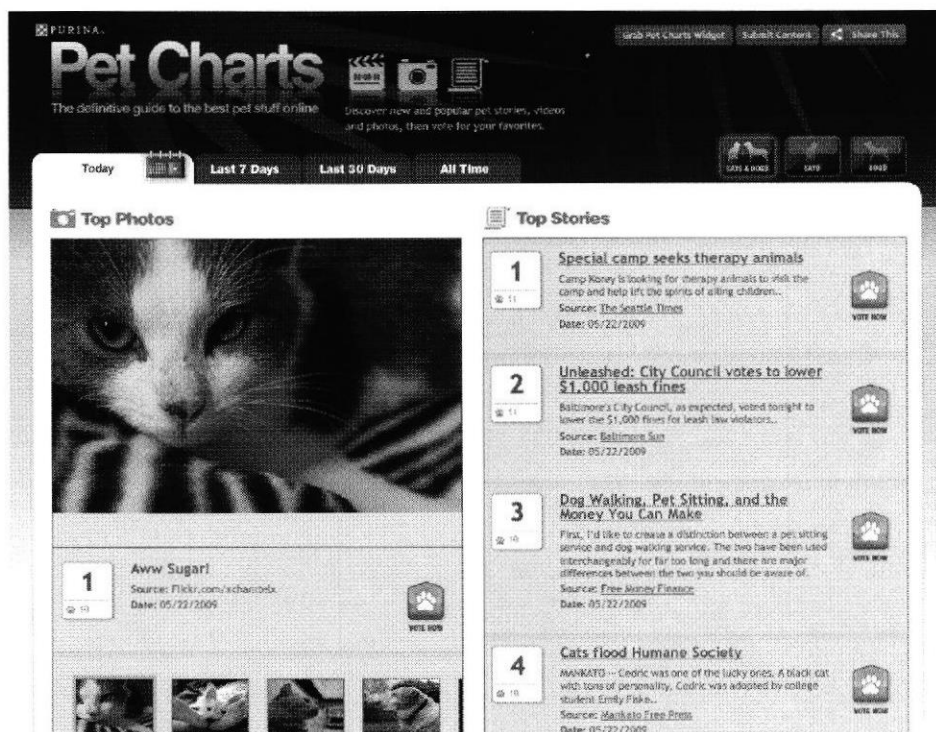 PURINA
Pet Charts
The definitive guide to the best pet stuff online
Discover new and popular pet stories, videos
and photos, then vote for your favorites.
Grab Pet Charts Widget
Submit Content
Share This
Today
Last 7 Days
Last 30 Days
All Time
CATS & DOGS
CATS
DOGS
Top Photos
1
Aww Sugar!
Source:
Date: 05/22/2009
VOTE NOW
Top Stories
1
11
Special camp seeks therapy animals
Camp Korey is looking for therapy animals to visit the
camp and help lift the spirits of ailing children..
Source: The Seattle Times
Date: 05/22/2009
VOTE NOW
2
11
Unleashed: City Council votes to lower
$1,000 leash fines
Baltimore's City Council, as expected, voted tonight to
lower the $1,000 fines for leash law violators..
Source: Baltimore Sun
Date: 05/22/2009
VOTE NOW
3
10
Dog Walking, Pet Sitting, and the
Money You Can Make
First, I'd like to create a distinction between a pet sitting
service and dog walking service. The two have been used
interchangeably for far too long and there are major
differences between the two you should be aware of.
Source: Free Money Finance
Date: 05/22/2009
VOTE NOW
4
10
Cats flood Humane Society
MANKATO -- Cedric was one of the lucky ones. A black cat
with tons of personality, Cedric was adopted by college
student Emily Fiske..
Source: Mankato Free Press
Date: 05/22/2009
VOTE NOW